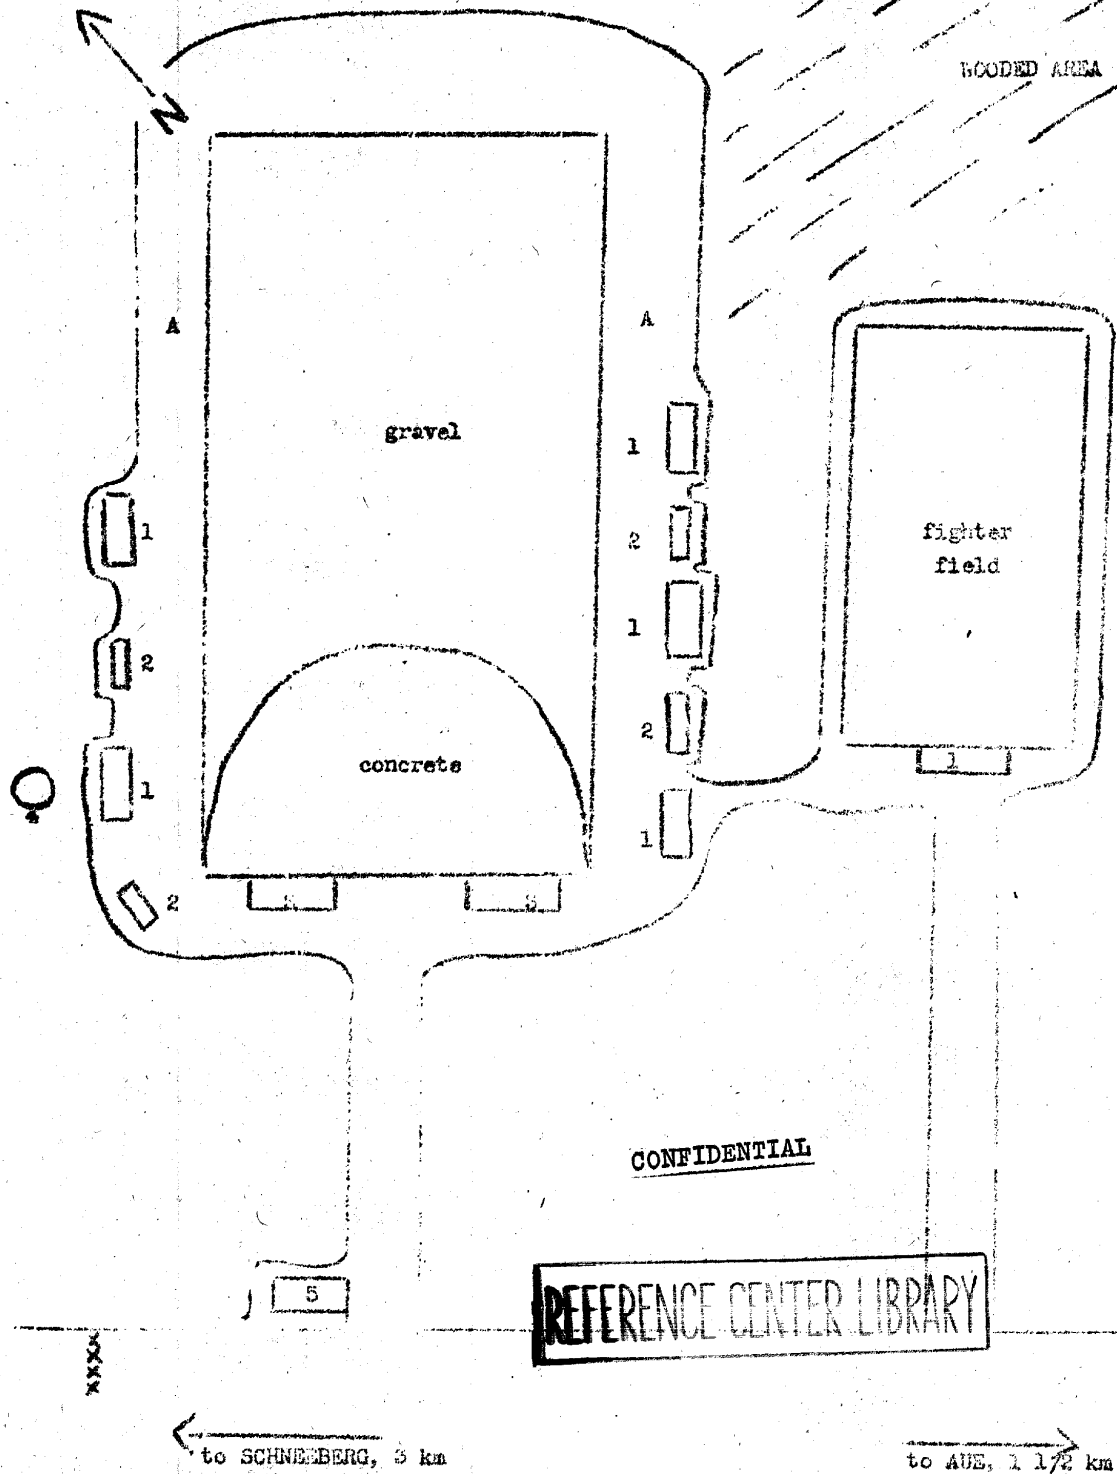 N
WOODED AREA
A
A
gravel
1
1
2
fighter
field
1
1
2
2
concrete
1
1
1
2
5
CONFIDENTIAL
REFERENCE CENTER LIBRARY
xxxx
to SCHNEEBERG, 3 km
to AUE, 1 1/2 km